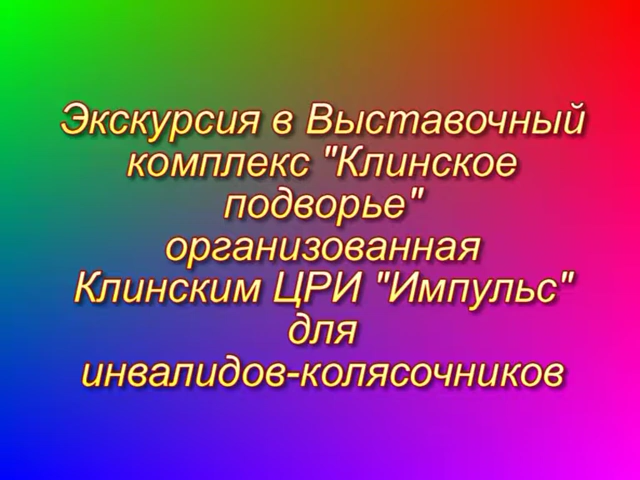 Экскурсия в Выставочный
комплекс "Клинское
подворье"
организованная
Клинским ЦРИ "Импульс"
для
инвалидов-колясочников